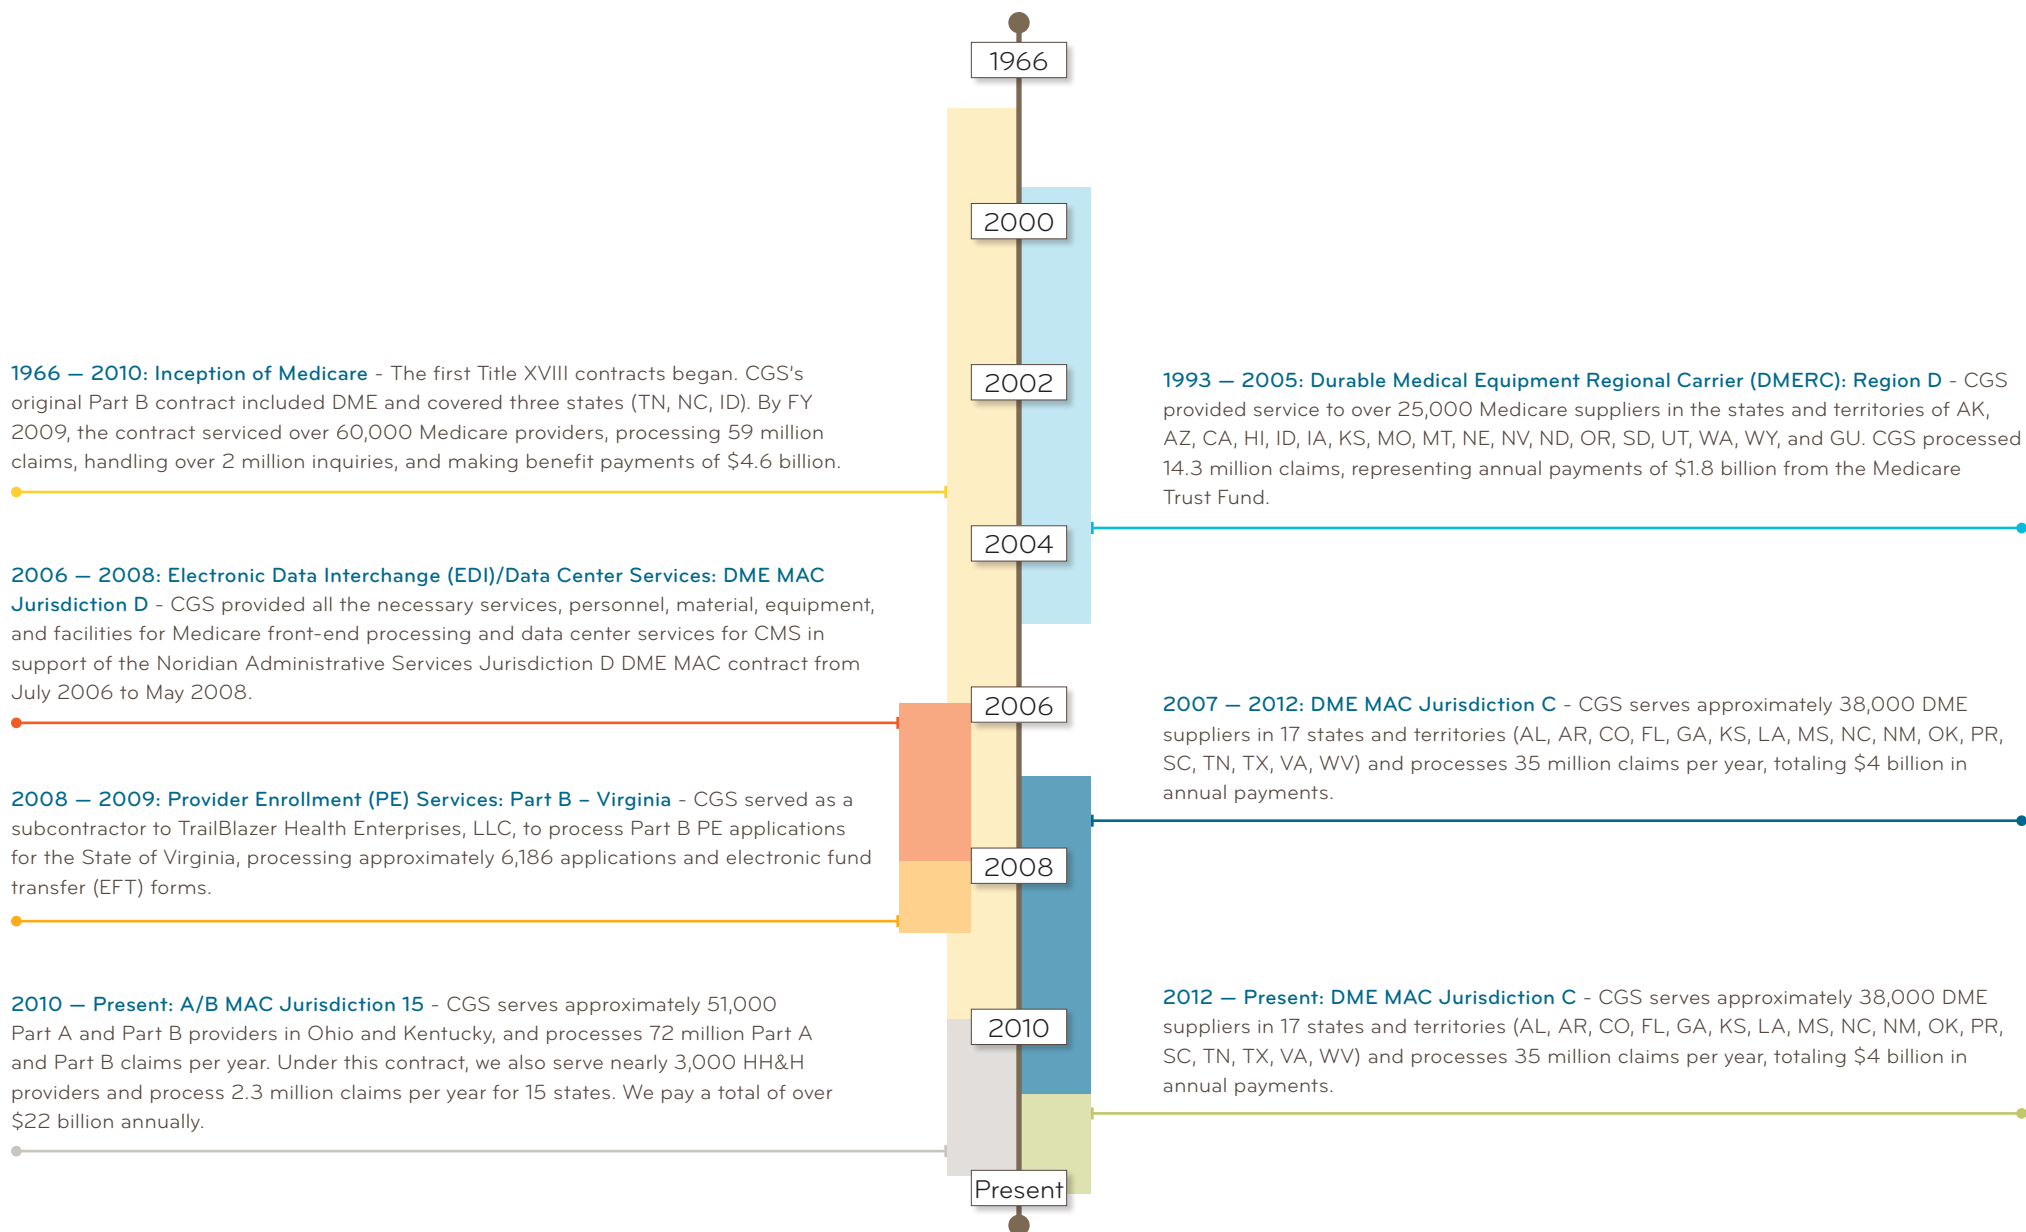 1966
2000
2002
2004
2006
2008
2010
Present
1966 — 2010: Inception of Medicare - The first Title XVIII contracts began. CGS's
original Part B contract included DME and covered three states (TN, NC, ID). By FY
2009, the contract serviced over 60,000 Medicare providers, processing 59 million
claims, handling over 2 million inquiries, and making benefit payments of $4.6 billion.
2006 — 2008: Electronic Data Interchange (EDI)/Data Center Services: DME MAC
Jurisdiction D - CGS provided all the necessary services, personnel, material, equipment,
and facilities for Medicare front-end processing and data center services for CMS in
support of the Noridian Administrative Services Jurisdiction D DME MAC contract from
July 2006 to May 2008.
2008 — 2009: Provider Enrollment (PE) Services: Part B – Virginia - CGS served as a
subcontractor to TrailBlazer Health Enterprises, LLC, to process Part B PE applications
for the State of Virginia, processing approximately 6,186 applications and electronic fund
transfer (EFT) forms.
2010 — Present: A/B MAC Jurisdiction 15 - CGS serves approximately 51,000
Part A and Part B providers in Ohio and Kentucky, and processes 72 million Part A
and Part B claims per year. Under this contract, we also serve nearly 3,000 HH&H
providers and process 2.3 million claims per year for 15 states. We pay a total of over
$22 billion annually.
1993 — 2005: Durable Medical Equipment Regional Carrier (DMERC): Region D - CGS
provided service to over 25,000 Medicare suppliers in the states and territories of AK,
AZ, CA, HI, ID, IA, KS, MO, MT, NE, NV, ND, OR, SD, UT, WA, WY, and GU. CGS processed
14.3 million claims, representing annual payments of $1.8 billion from the Medicare
Trust Fund.
2007 — 2012: DME MAC Jurisdiction C - CGS serves approximately 38,000 DME
suppliers in 17 states and territories (AL, AR, CO, FL, GA, KS, LA, MS, NC, NM, OK, PR,
SC, TN, TX, VA, WV) and processes 35 million claims per year, totaling $4 billion in
annual payments.
2012 — Present: DME MAC Jurisdiction C - CGS serves approximately 38,000 DME
suppliers in 17 states and territories (AL, AR, CO, FL, GA, KS, LA, MS, NC, NM, OK, PR,
SC, TN, TX, VA, WV) and processes 35 million claims per year, totaling $4 billion in
annual payments.